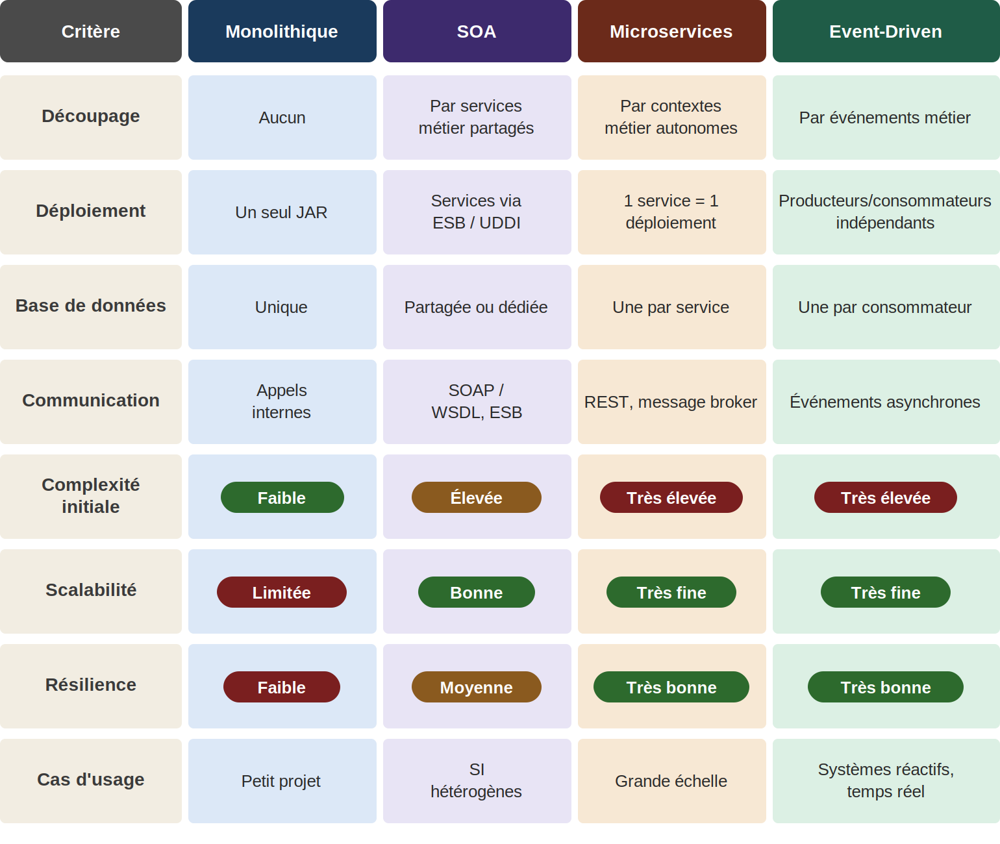 Critère
Monolithique
SOA
Microservices
Event-Driven
Découpage
Aucun
Par services
métier partagés
Par contextes
métier autonomes
Par événements métier
Déploiement
Un seul JAR
Services via
ESB / UDDI
1 service = 1
déploiement
Producteurs/consommateurs
indépendants
Base de données
Unique
Partagée ou dédiée
Une par service
Une par consommateur
Communication
Appels
internes
SOAP /
WSDL, ESB
REST, message broker
Événements asynchrones
Complexité
initiale
Faible
Élevée
Très élevée
Très élevée
Scalabilité
Limitée
Bonne
Très fine
Très fine
Résilience
Faible
Moyenne
Très bonne
Très bonne
Cas d'usage
Petit projet
SI
hétérogènes
Grande échelle
Systèmes réactifs,
temps réel